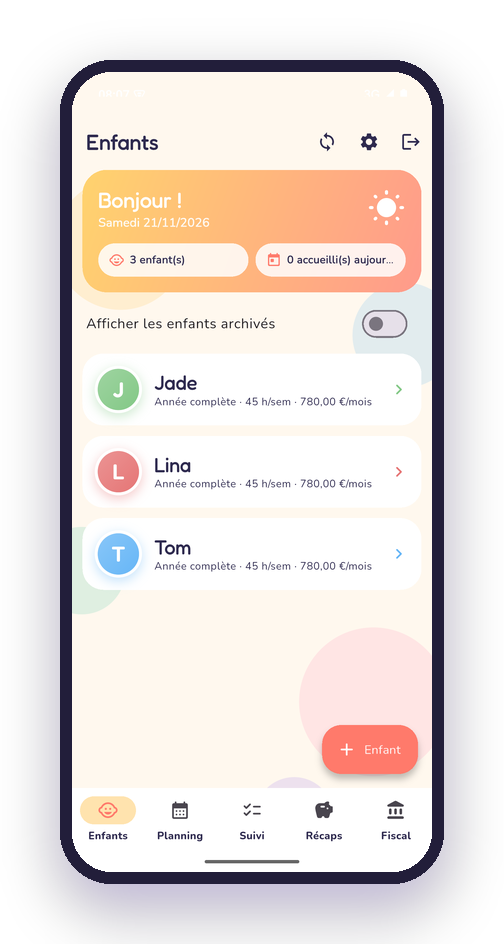 Enfants
Bonjour !
Samedi 21/11/2026
3 enfant(s)
0 accueilli(s) aujour...
Afficher les enfants archivés
J
Jade
Année complète · 45 h/sem · 780,00 €/mois
L
Lina
Année complète · 45 h/sem · 780,00 €/mois
T
Tom
Année complète · 45 h/sem · 780,00 €/mois
+ Enfant
Enfants
Planning
Suivi
Récaps
Fiscal